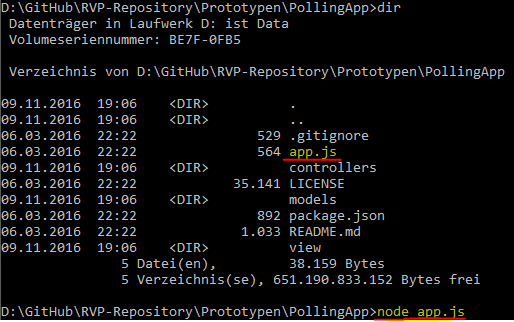 D:\GitHub\RVP-Repository\Prototypen\PollingApp>dir
Datenträger in Laufwerk D: ist Data
Volumeseriennummer: BE7F-0FB5
Verzeichnis von D:\GitHub\RVP-Repository\Prototypen\PollingApp
09.11.2016 19:06 <DIR> .
09.11.2016 19:06 <DIR> ..
06.03.2016 22:22 529 .gitignore
06.03.2016 22:22 564 app.js
09.11.2016 19:06 <DIR> controllers
06.03.2016 22:22 35.141 LICENSE
09.11.2016 19:06 <DIR> models
06.03.2016 22:22 892 package.json
06.03.2016 22:22 1.033 README.md
09.11.2016 19:06 <DIR> view
5 Datei(en), 38.159 Bytes
5 Verzeichnis(se), 651.190.833.152 Bytes frei
D:\GitHub\RVP-Repository\Prototypen\PollingApp>node app.js